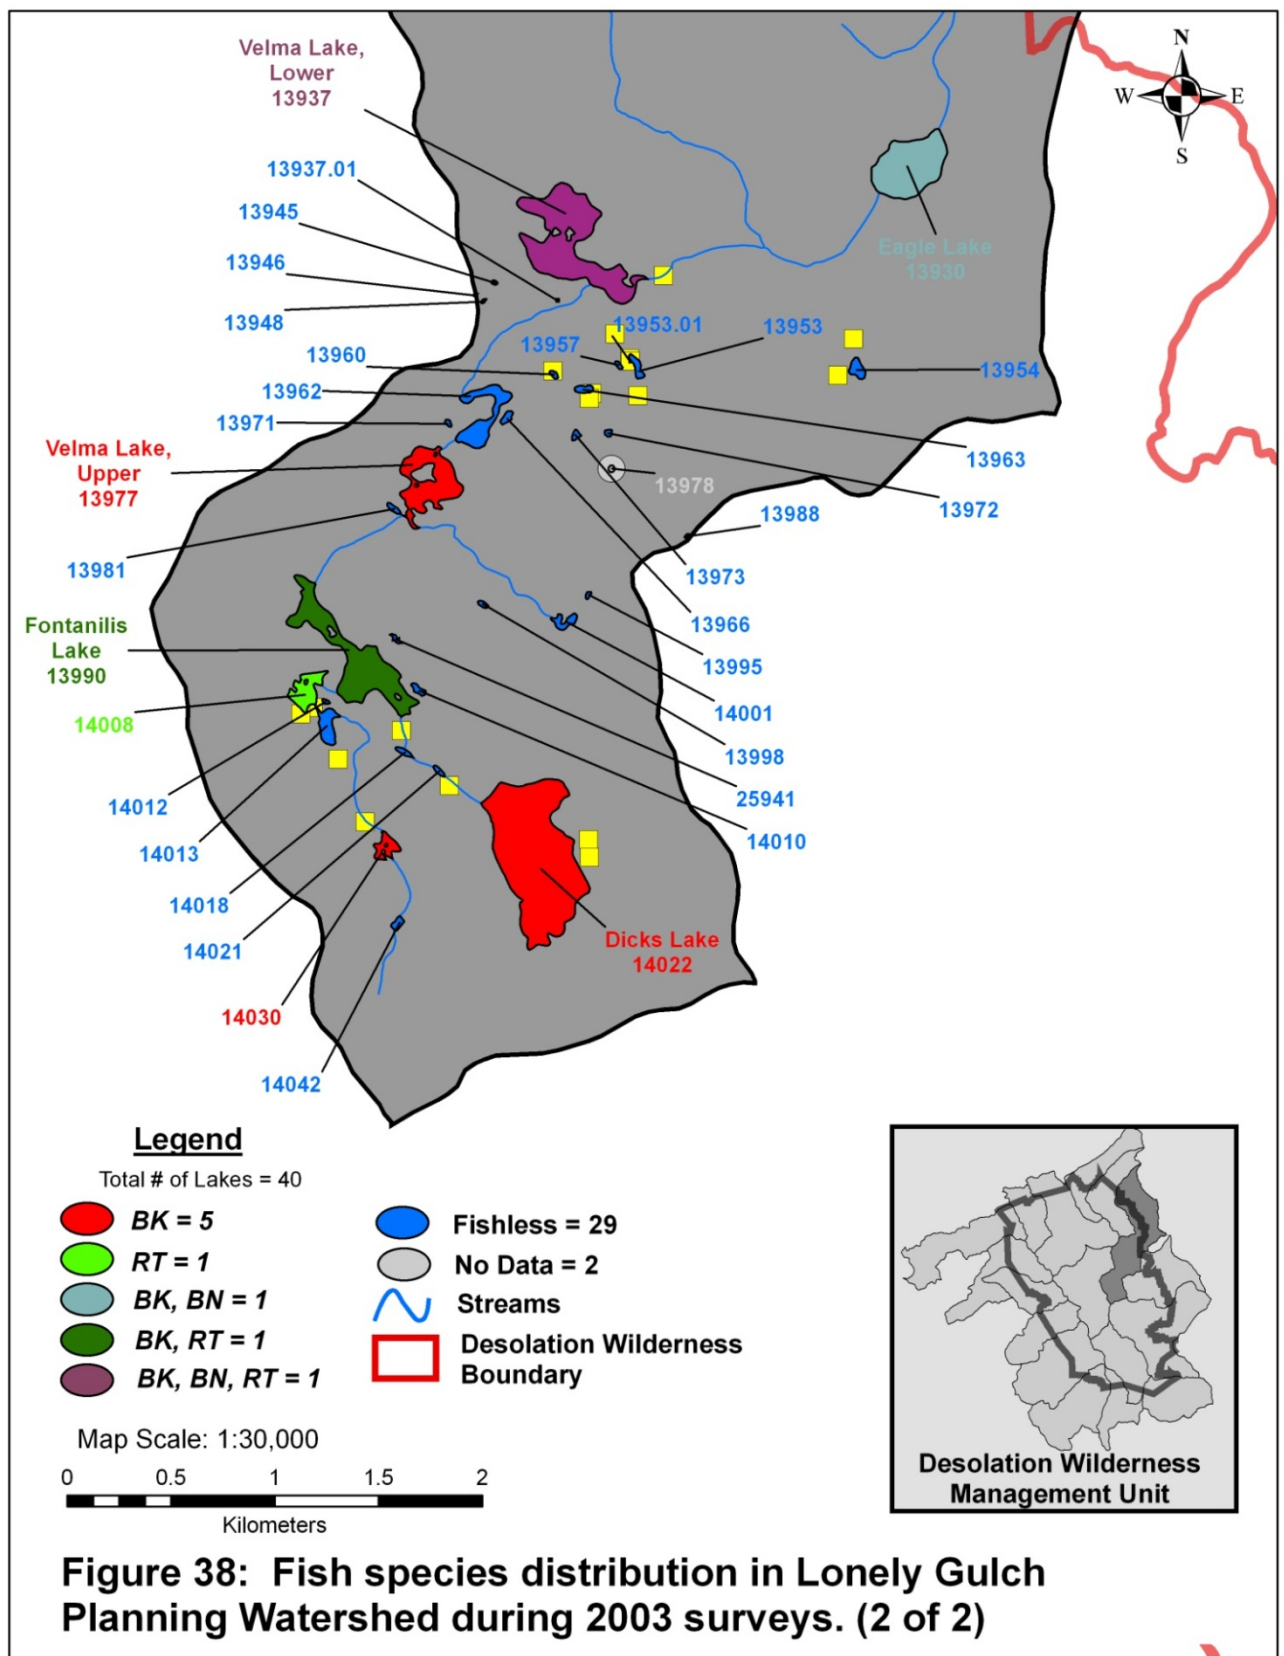 Velma Lake,
Lower
13937
N
W
E
S
13937.01
13945
13946
13948
Eagle Lake
13930
13953.01
13953
13957
13960
13954
13962
13971
Velma Lake,
Upper
13977
13963
13978
13972
13988
13981
13973
13966
Fontanilis
Lake
13990
13995
14001
14008
13998
25941
14012
14010
14013
14018
14021
Dicks Lake
14022
14030
14042
Legend
Total # of Lakes = 40
BK = 5
RT = 1
BK, BN = 1
BK, RT = 1
BK, BN, RT = 1
Fishless = 29
No Data = 2
Streams
Desolation Wilderness
Boundary
Map Scale: 1:30,000
0 0.5 1 1.5 2
Kilometers
Desolation Wilderness
Management Unit
Figure 38: Fish species distribution in Lonely Gulch
Planning Watershed during 2003 surveys. (2 of 2)